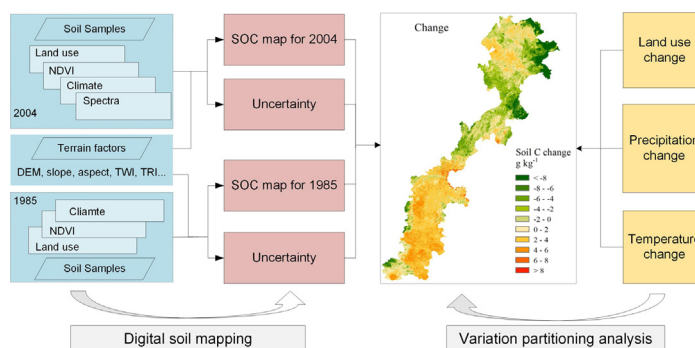 Soil Samples
Land use
NDVI
Climate
Spectra
2004
Terrain factors
DEM, slope, aspect, TWI, TRI...
1985
Cliamte
NDVI
Land use
Soil Samples
SOC map for 2004
Uncertainty
SOC map for 1985
Uncertainty
Digital soil mapping
Change
Soil C change
g kg-1
< -8
-8 - -6
-6 - -4
-4 - -2
-2 - 0
0 - 2
2 - 4
4 - 6
6 - 8
> 8
Land use
change
Precipitation
change
Temperature
change
Variation partitioning analysis